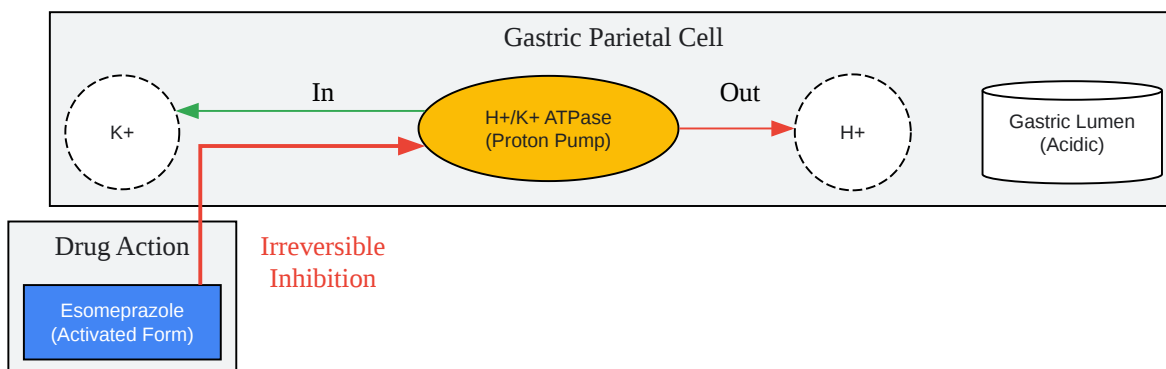 Gastric Parietal Cell
In
Out
K+
H+/K+ ATPase
(Proton Pump)
H+
Gastric Lumen
(Acidic)
Drug Action
Irreversible
Inhibition
Esomeprazole
(Activated Form)